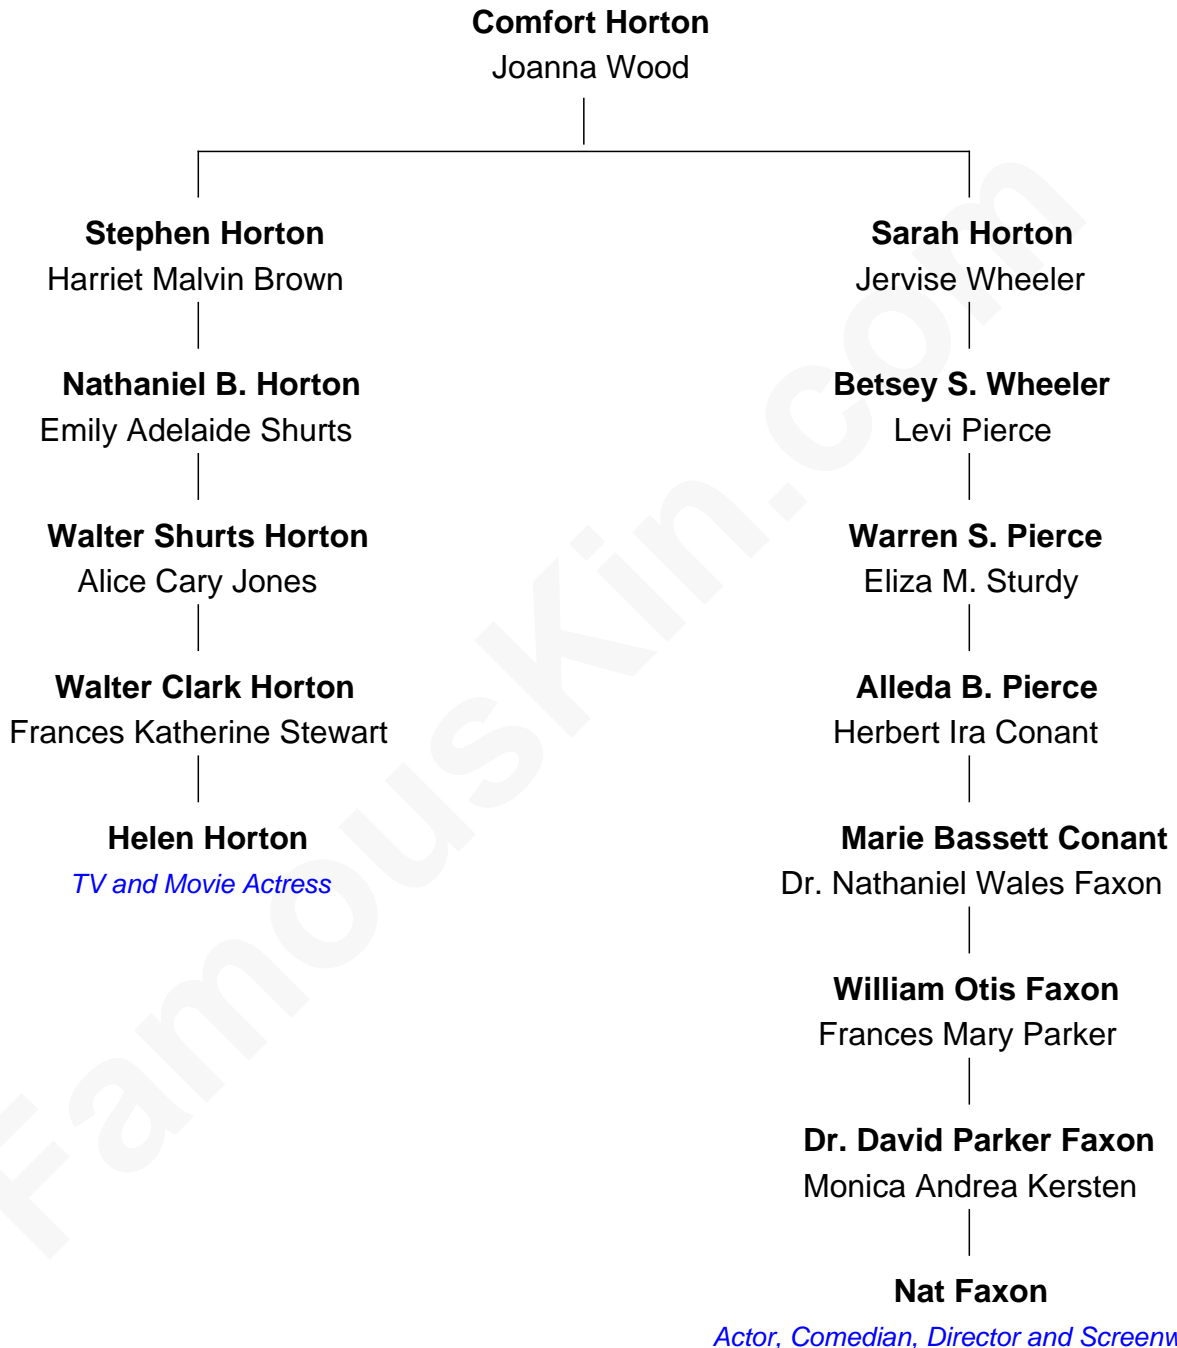 Comfort Horton
Joanna Wood
Stephen Horton
Harriet Malvin Brown
Nathaniel B. Horton
Emily Adelaide Shurts
Walter Shurts Horton
Alice Cary Jones
Walter Clark Horton
Frances Katherine Stewart
Helen Horton
TV and Movie Actress
Sarah Horton
Jervise Wheeler
Betsey S. Wheeler
Levi Pierce
Warren S. Pierce
Eliza M. Sturdy
Alleda B. Pierce
Herbert Ira Conant
Marie Bassett Conant
Dr. Nathaniel Wales Faxon
William Otis Faxon
Frances Mary Parker
Dr. David Parker Faxon
Monica Andrea Kersten
Nat Faxon
Actor, Comedian, Director and Screenw
FamousKin.com